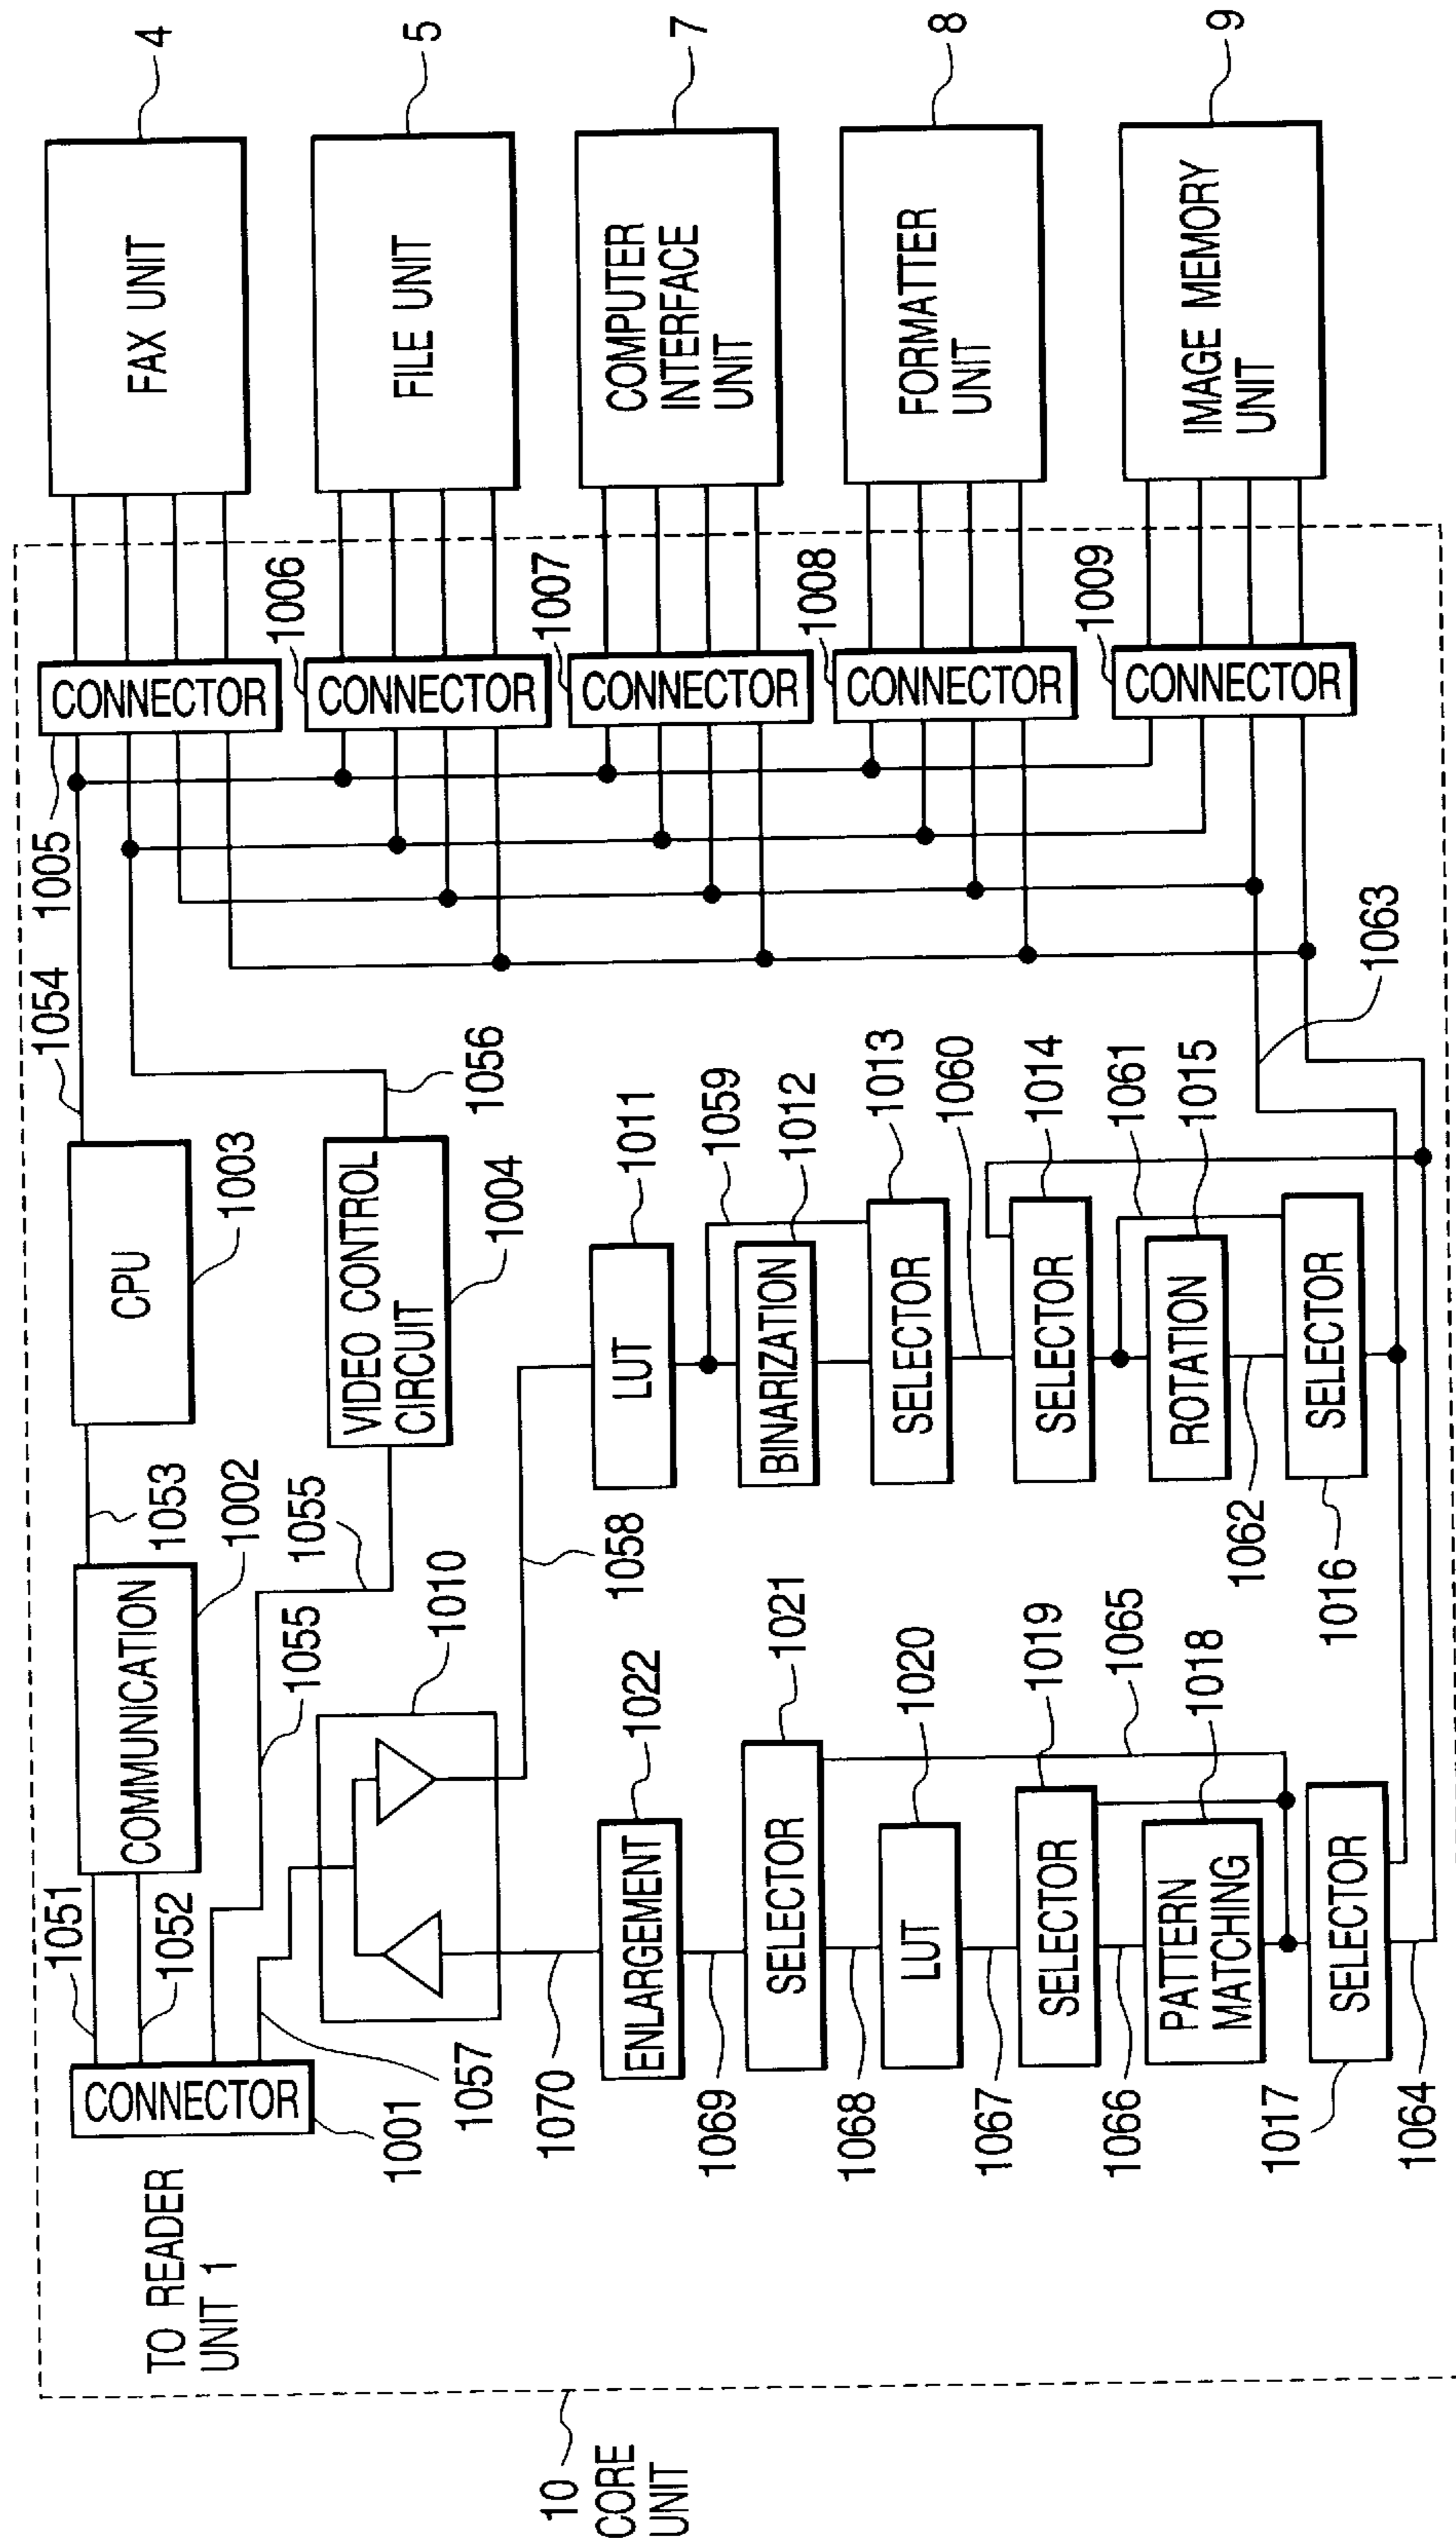 TO READER
UNIT 1
10
CORE
UNIT
CONNECTOR
1001
1051
1052
COMMUNICATION
1002
1053
CPU
1003
1054
1005
CONNECTOR
FAX UNIT
4
1055
1055
VIDEO CONTROL
CIRCUIT
1004
1056
1006
CONNECTOR
FILE UNIT
5
1057
1010
1058
1007
CONNECTOR
COMPUTER
INTERFACE
UNIT
7
1070
ENLARGEMENT
1022
LUT
1011
1059
1069
SELECTOR
1021
BINARIZATION
1012
1008
CONNECTOR
FORMATTER
UNIT
8
1068
LUT
1020
SELECTOR
1013
1060
1067
SELECTOR
1019
SELECTOR
1014
1061
1066
PATTERN
MATCHING
1018
1065
ROTATION
1015
1062
1009
CONNECTOR
IMAGE MEMORY
UNIT
9
1017
SELECTOR
1016
SELECTOR
1063
1064